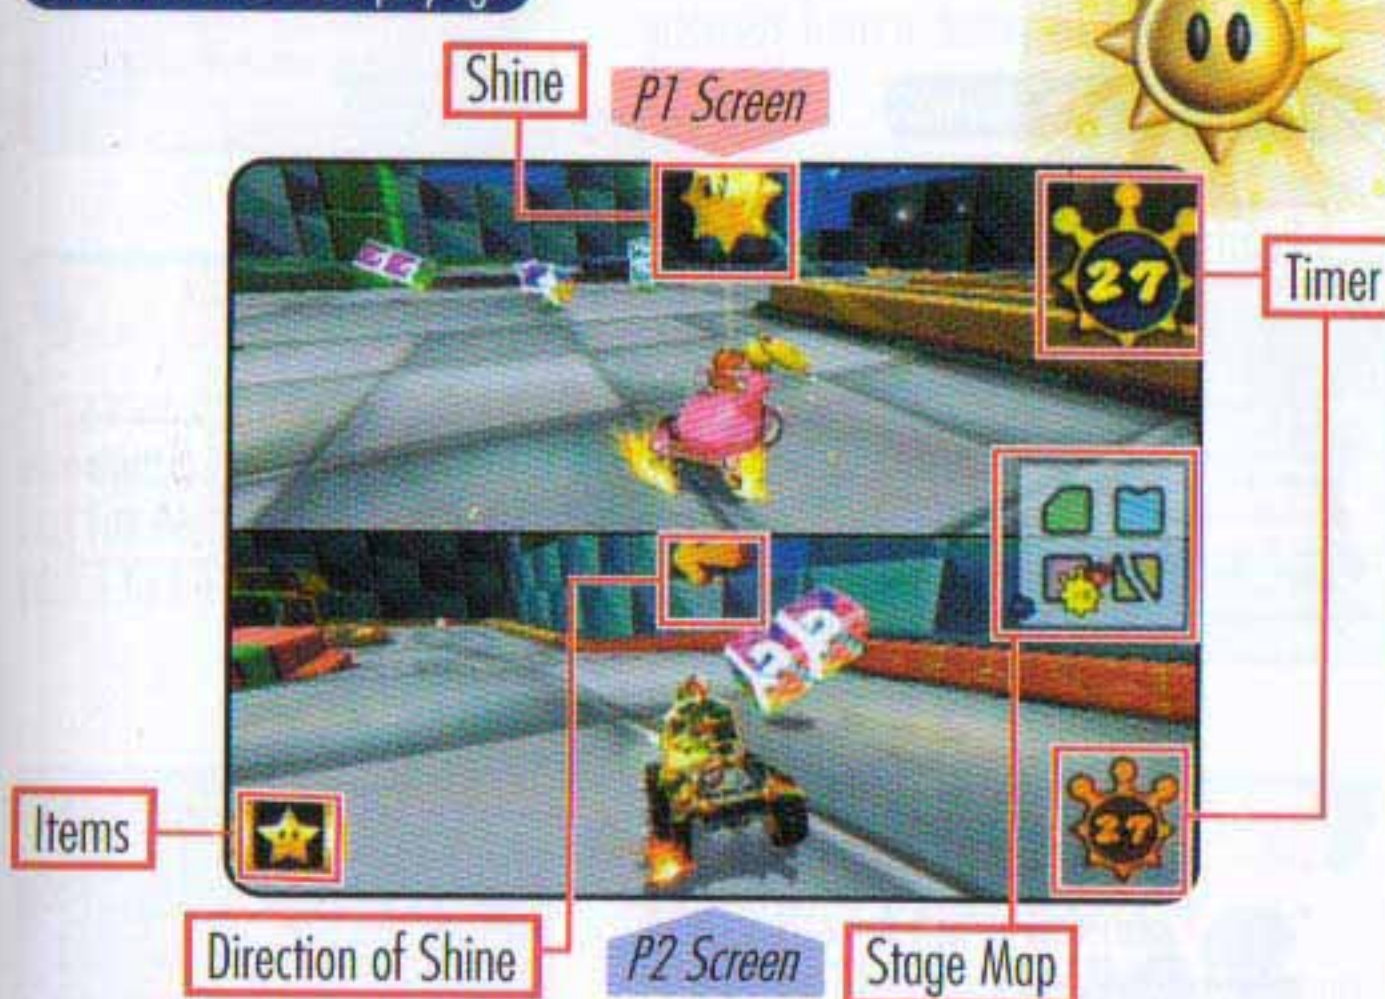 Shine
P1 Screen
27
Timer
Items
27
Direction of Shine
P2 Screen
Stage Map